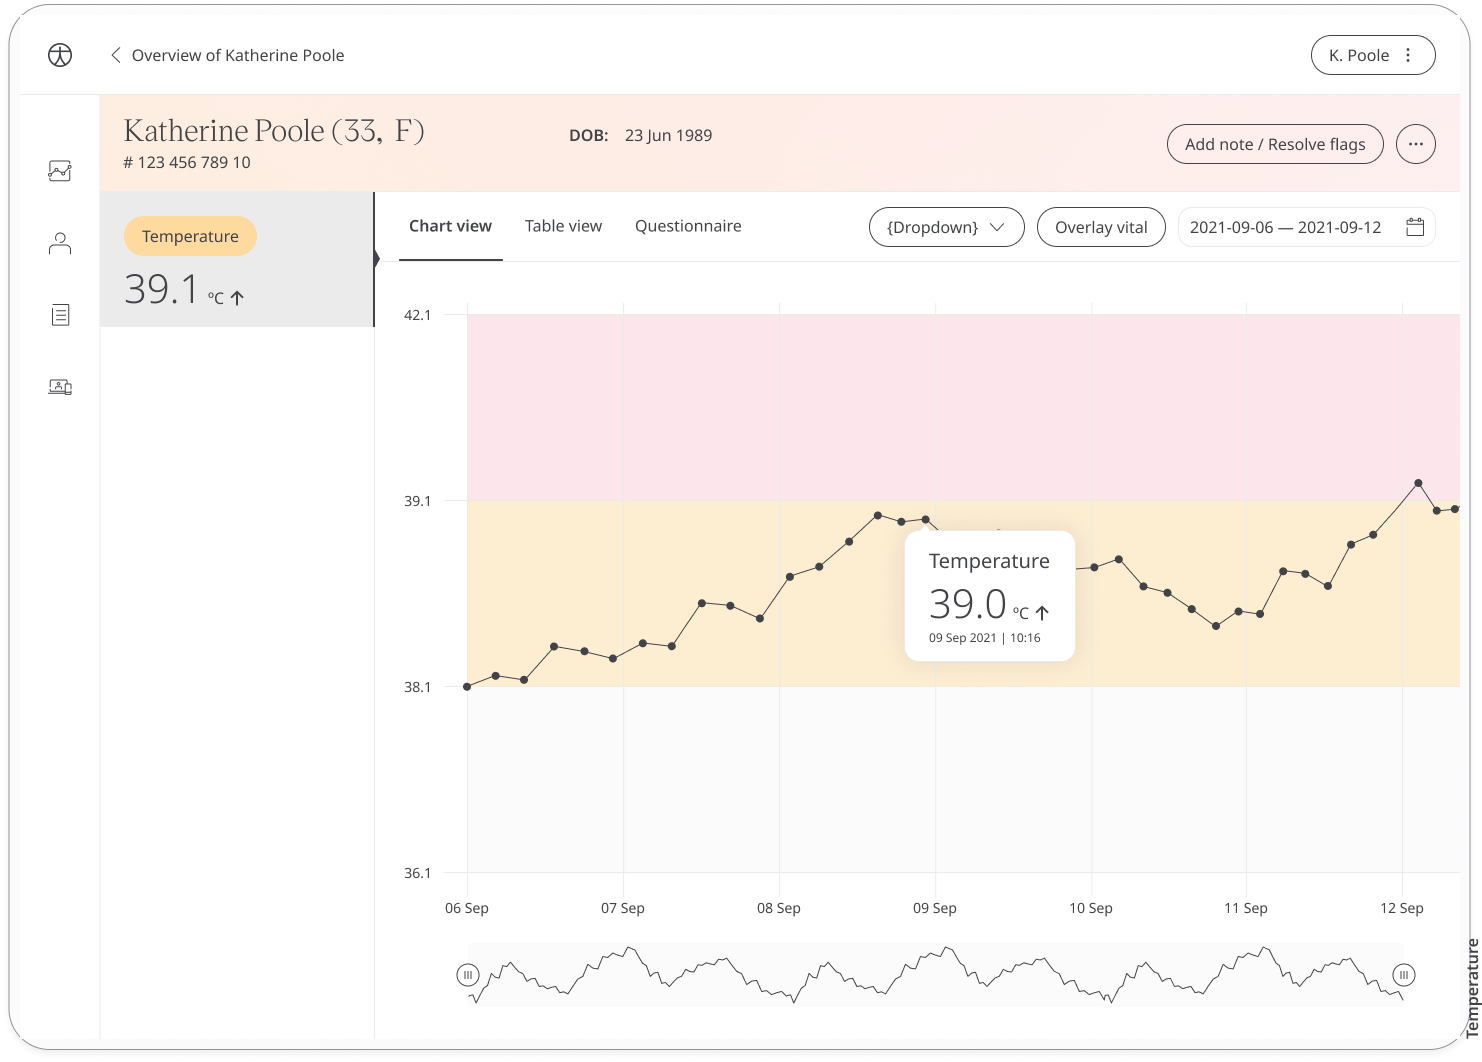 Overview of Katherine Poole
K. Poole
Katherine Poole (33, F)
# 123 456 789 10
DOB: 23 Jun 1989
Add note / Resolve flags
Temperature
39.1 °C
Chart view
Table view
Questionnaire
{Dropdown}
Overlay vital
2021-09-06 — 2021-09-12
42.1
39.1
38.1
36.1
Temperature
39.0 °C
09 Sep 2021 | 10:16
06 Sep
07 Sep
08 Sep
09 Sep
10 Sep
11 Sep
12 Sep
Temperature